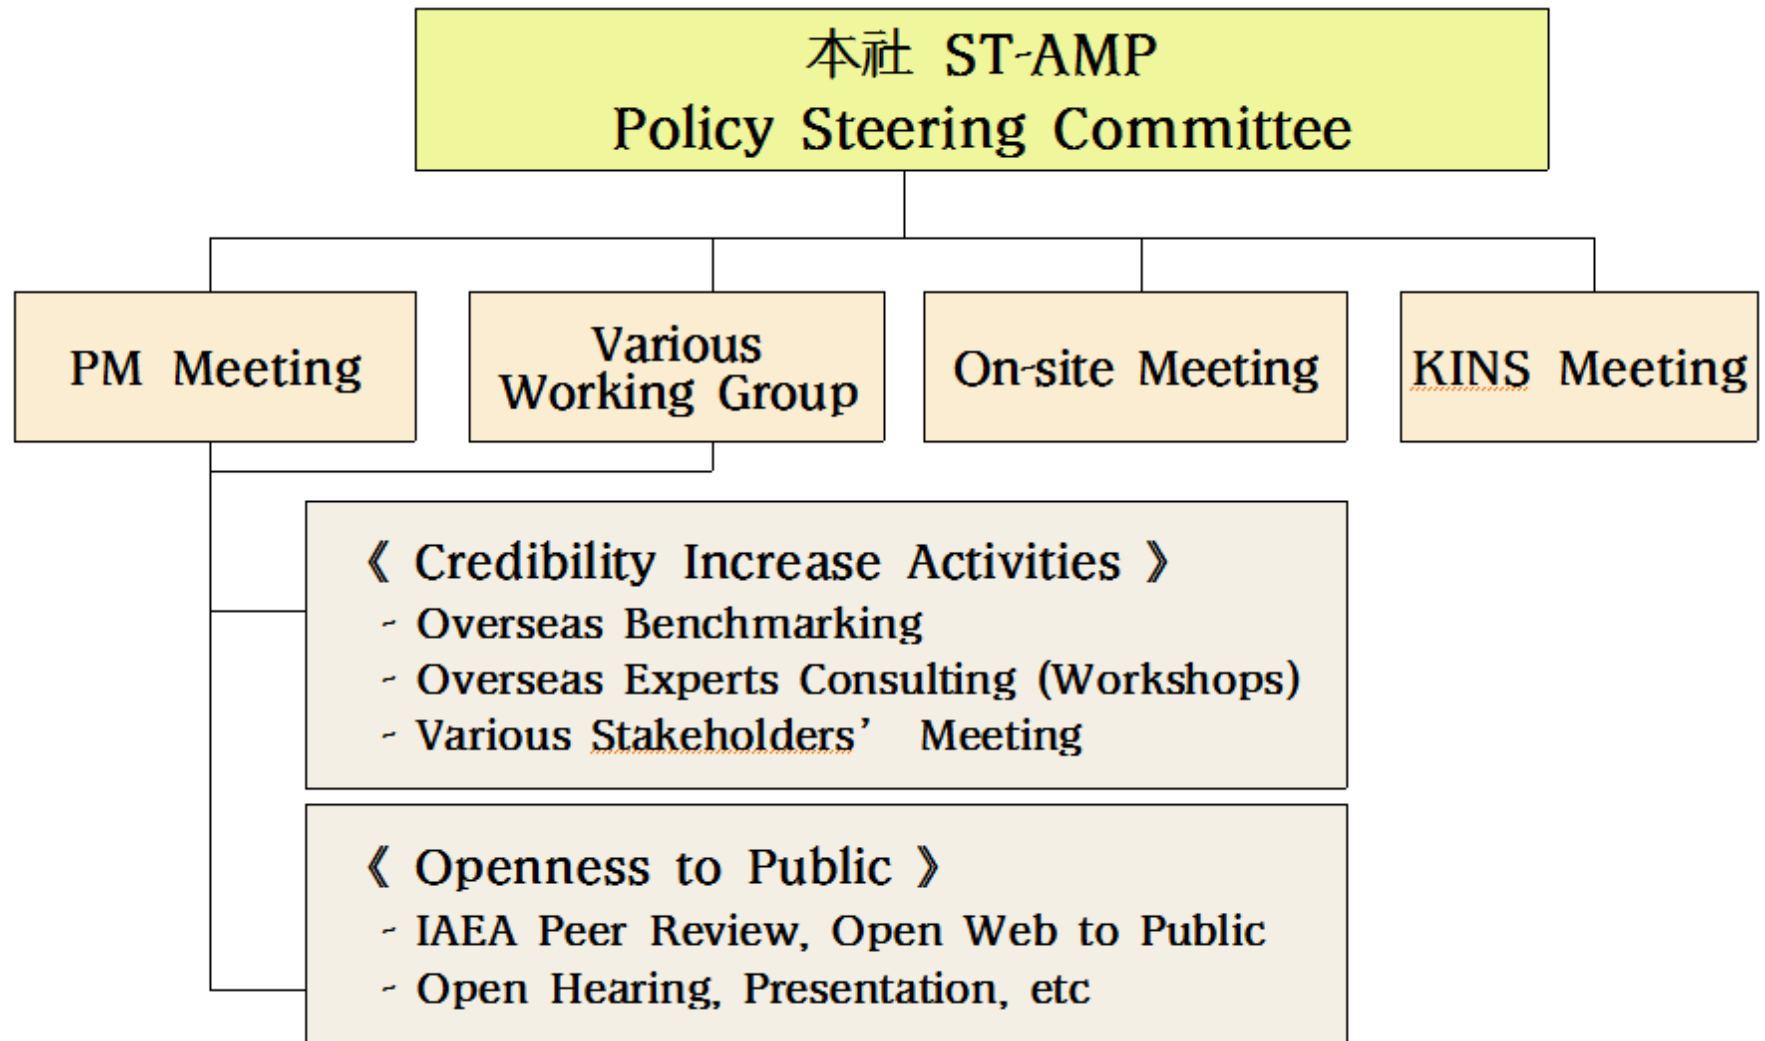 本社 ST-AMP
Policy Steering Committee
PM Meeting
Various
Working Group
On-site Meeting
KINS Meeting
《 Credibility Increase Activities 》
- Overseas Benchmarking
- Overseas Experts Consulting (Workshops)
- Various Stakeholders’ Meeting
《 Openness to Public 》
- IAEA Peer Review, Open Web to Public
- Open Hearing, Presentation, etc